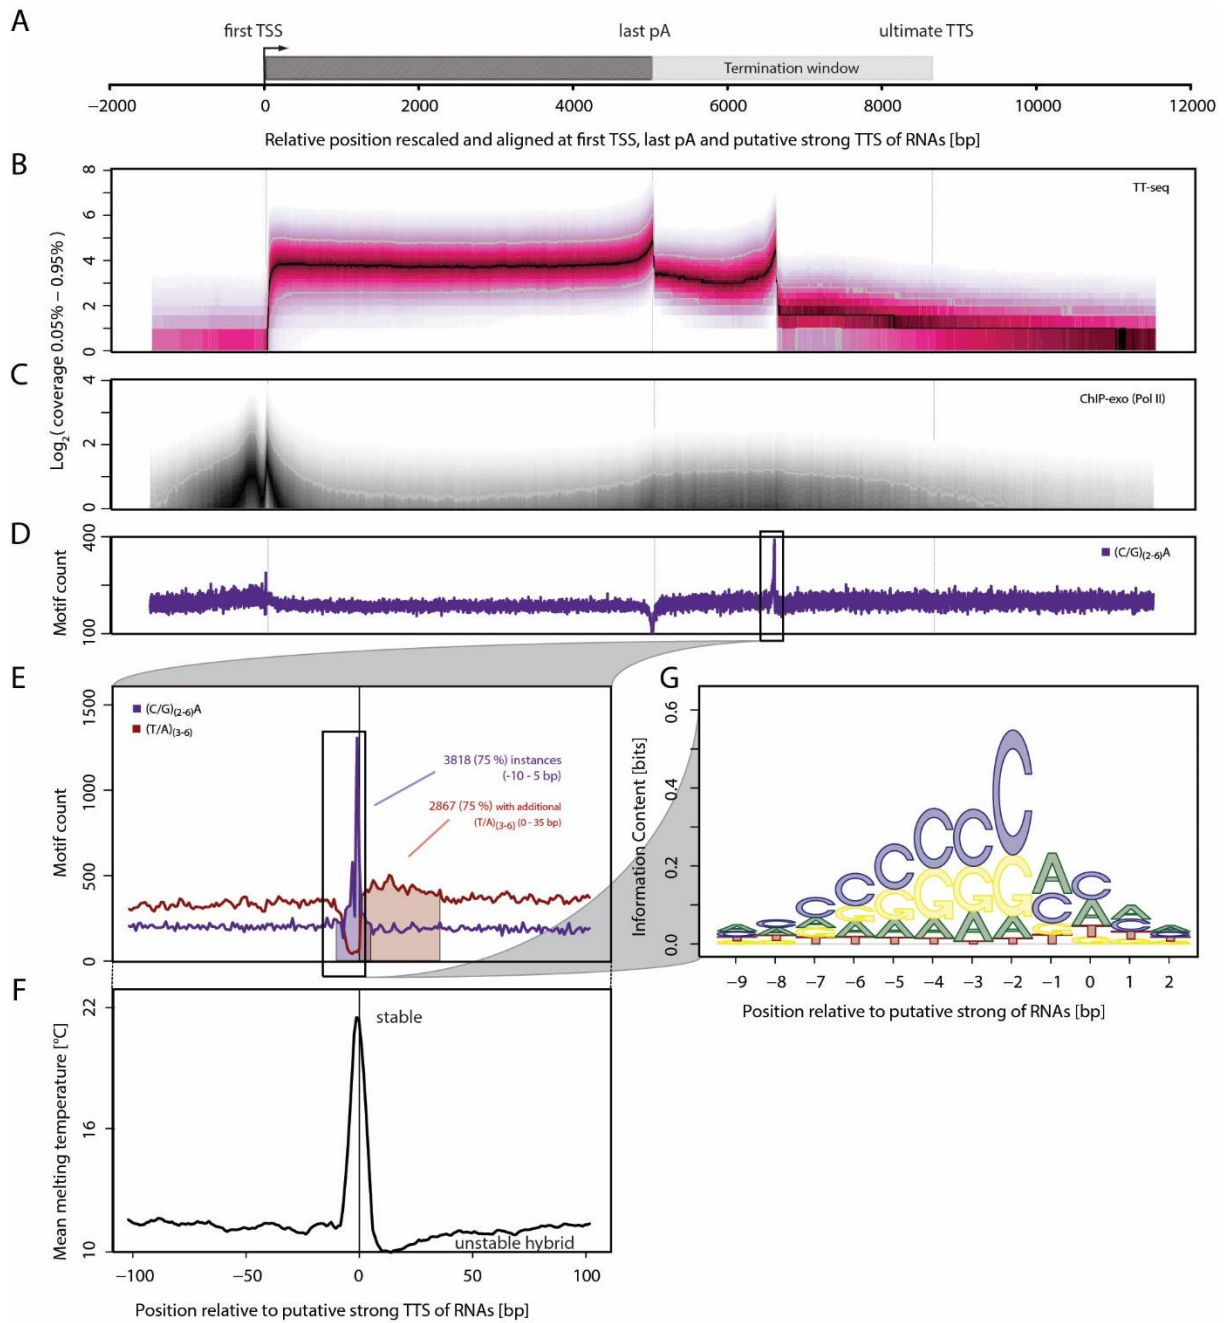 A
first TSS
last pA
ultimate TTS
Termination window
−2000
0
2000
4000
6000
8000
10000
12000
Relative position rescaled and aligned at first TSS, last pA and putative strong TTS of RNAs [bp]
B
8
6
4
2
0
TT-seq
Log2( coverage 0.05% − 0.95%)
C
4
2
0
ChIP-exo (Pol II)
D
Motif count
400
100
(C/G)(2-6)A
E
Motif count
1500
1000
500
0
(C/G)(2-6)A
(T/A)(3-6)
3818 (75 %) instances
(-10 - 5 bp)
2867 (75 %) with additional
(T/A)(3-6) (0 - 35 bp)
G
Information Content [bits]
0.6
0.4
0.2
0.0
−9
−8
−7
−6
−5
−4
−3
−2
−1
0
1
2
Position relative to putative strong of RNAs [bp]
F
Mean melting temperature [°C]
22
16
10
stable
unstable hybrid
−100
−50
0
50
100
Position relative to putative strong TTS of RNAs [bp]